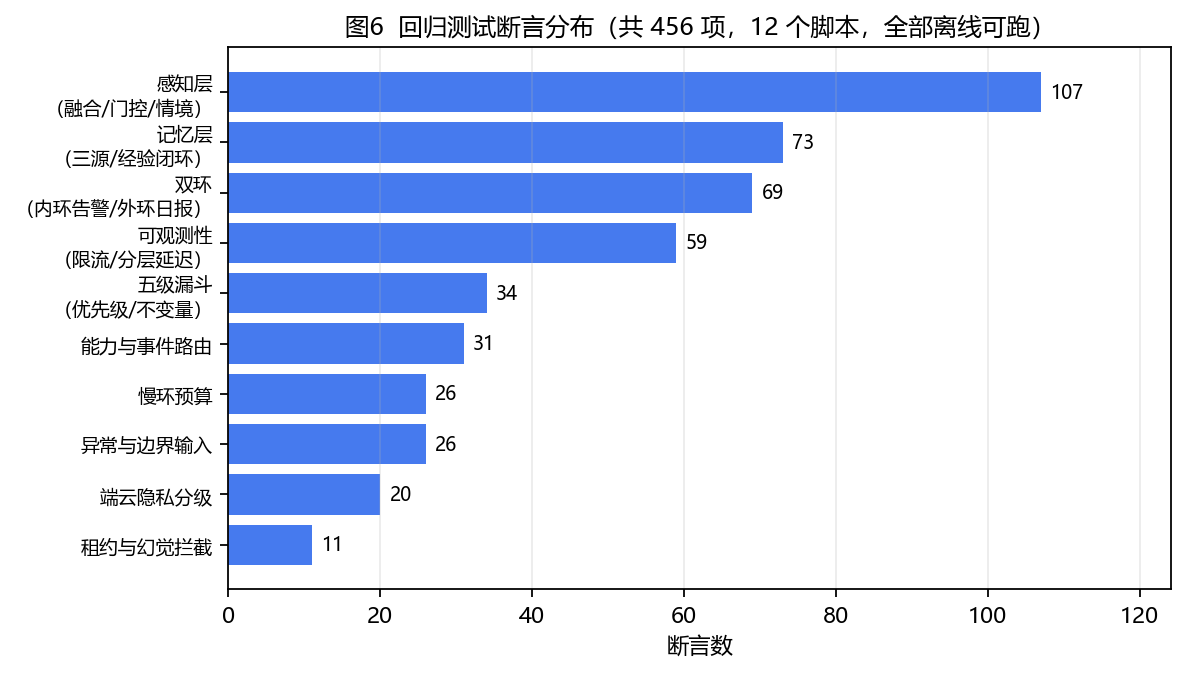 图6  回归测试断言分布（共 456 项，12 个脚本，全部离线可跑）
感知层
（融合/门控/情境）
107
记忆层
（三源/经验闭环）
73
双环
（内环告警/外环日报）
69
可观测性
（限流/分层延迟）
59
五级漏斗
（优先级/不变量）
34
能力与事件路由
31
慢环预算
26
异常与边界输入
26
端云隐私分级
20
租约与幻觉拦截
11
0 20 40 60 80 100 120
断言数